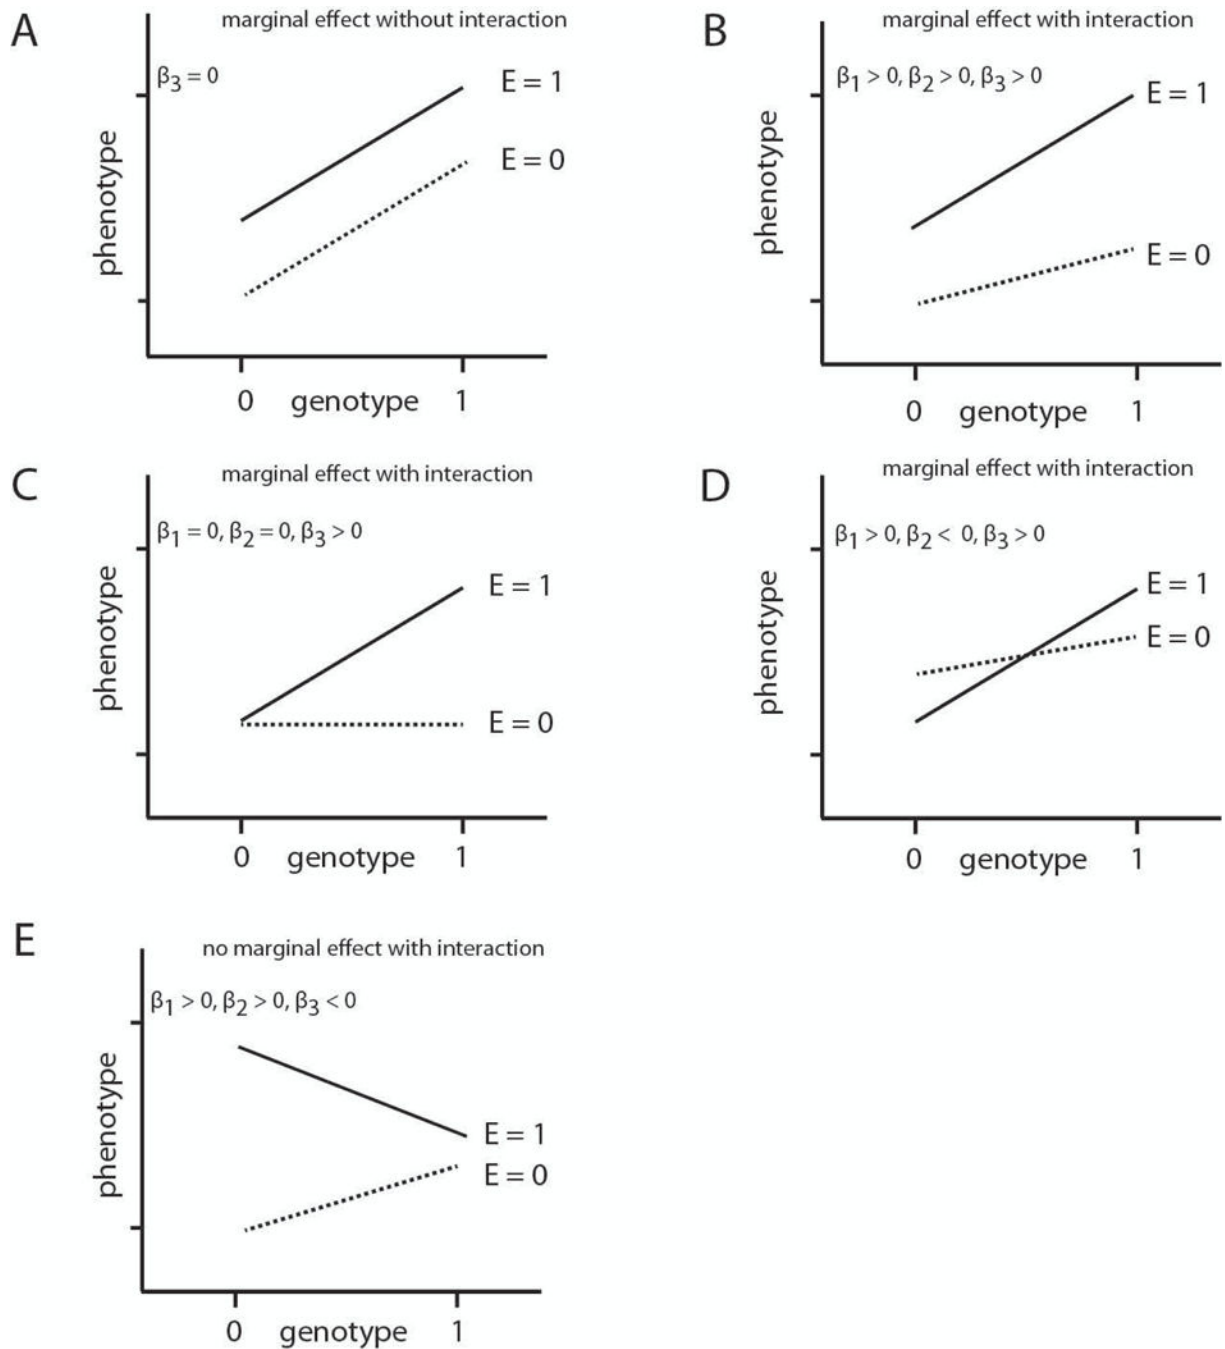 A
marginal effect without interaction
β3 = 0
E = 1
E = 0
phenotype
0 genotype 1
B
marginal effect with interaction
β1 > 0, β2 > 0, β3 > 0
E = 1
E = 0
phenotype
0 genotype 1
C
marginal effect with interaction
β1 = 0, β2 = 0, β3 > 0
E = 1
E = 0
phenotype
0 genotype 1
D
marginal effect with interaction
β1 > 0, β2 < 0, β3 > 0
E = 1
E = 0
phenotype
0 genotype 1
E
no marginal effect with interaction
β1 > 0, β2 > 0, β3 < 0
E = 1
E = 0
phenotype
0 genotype 1